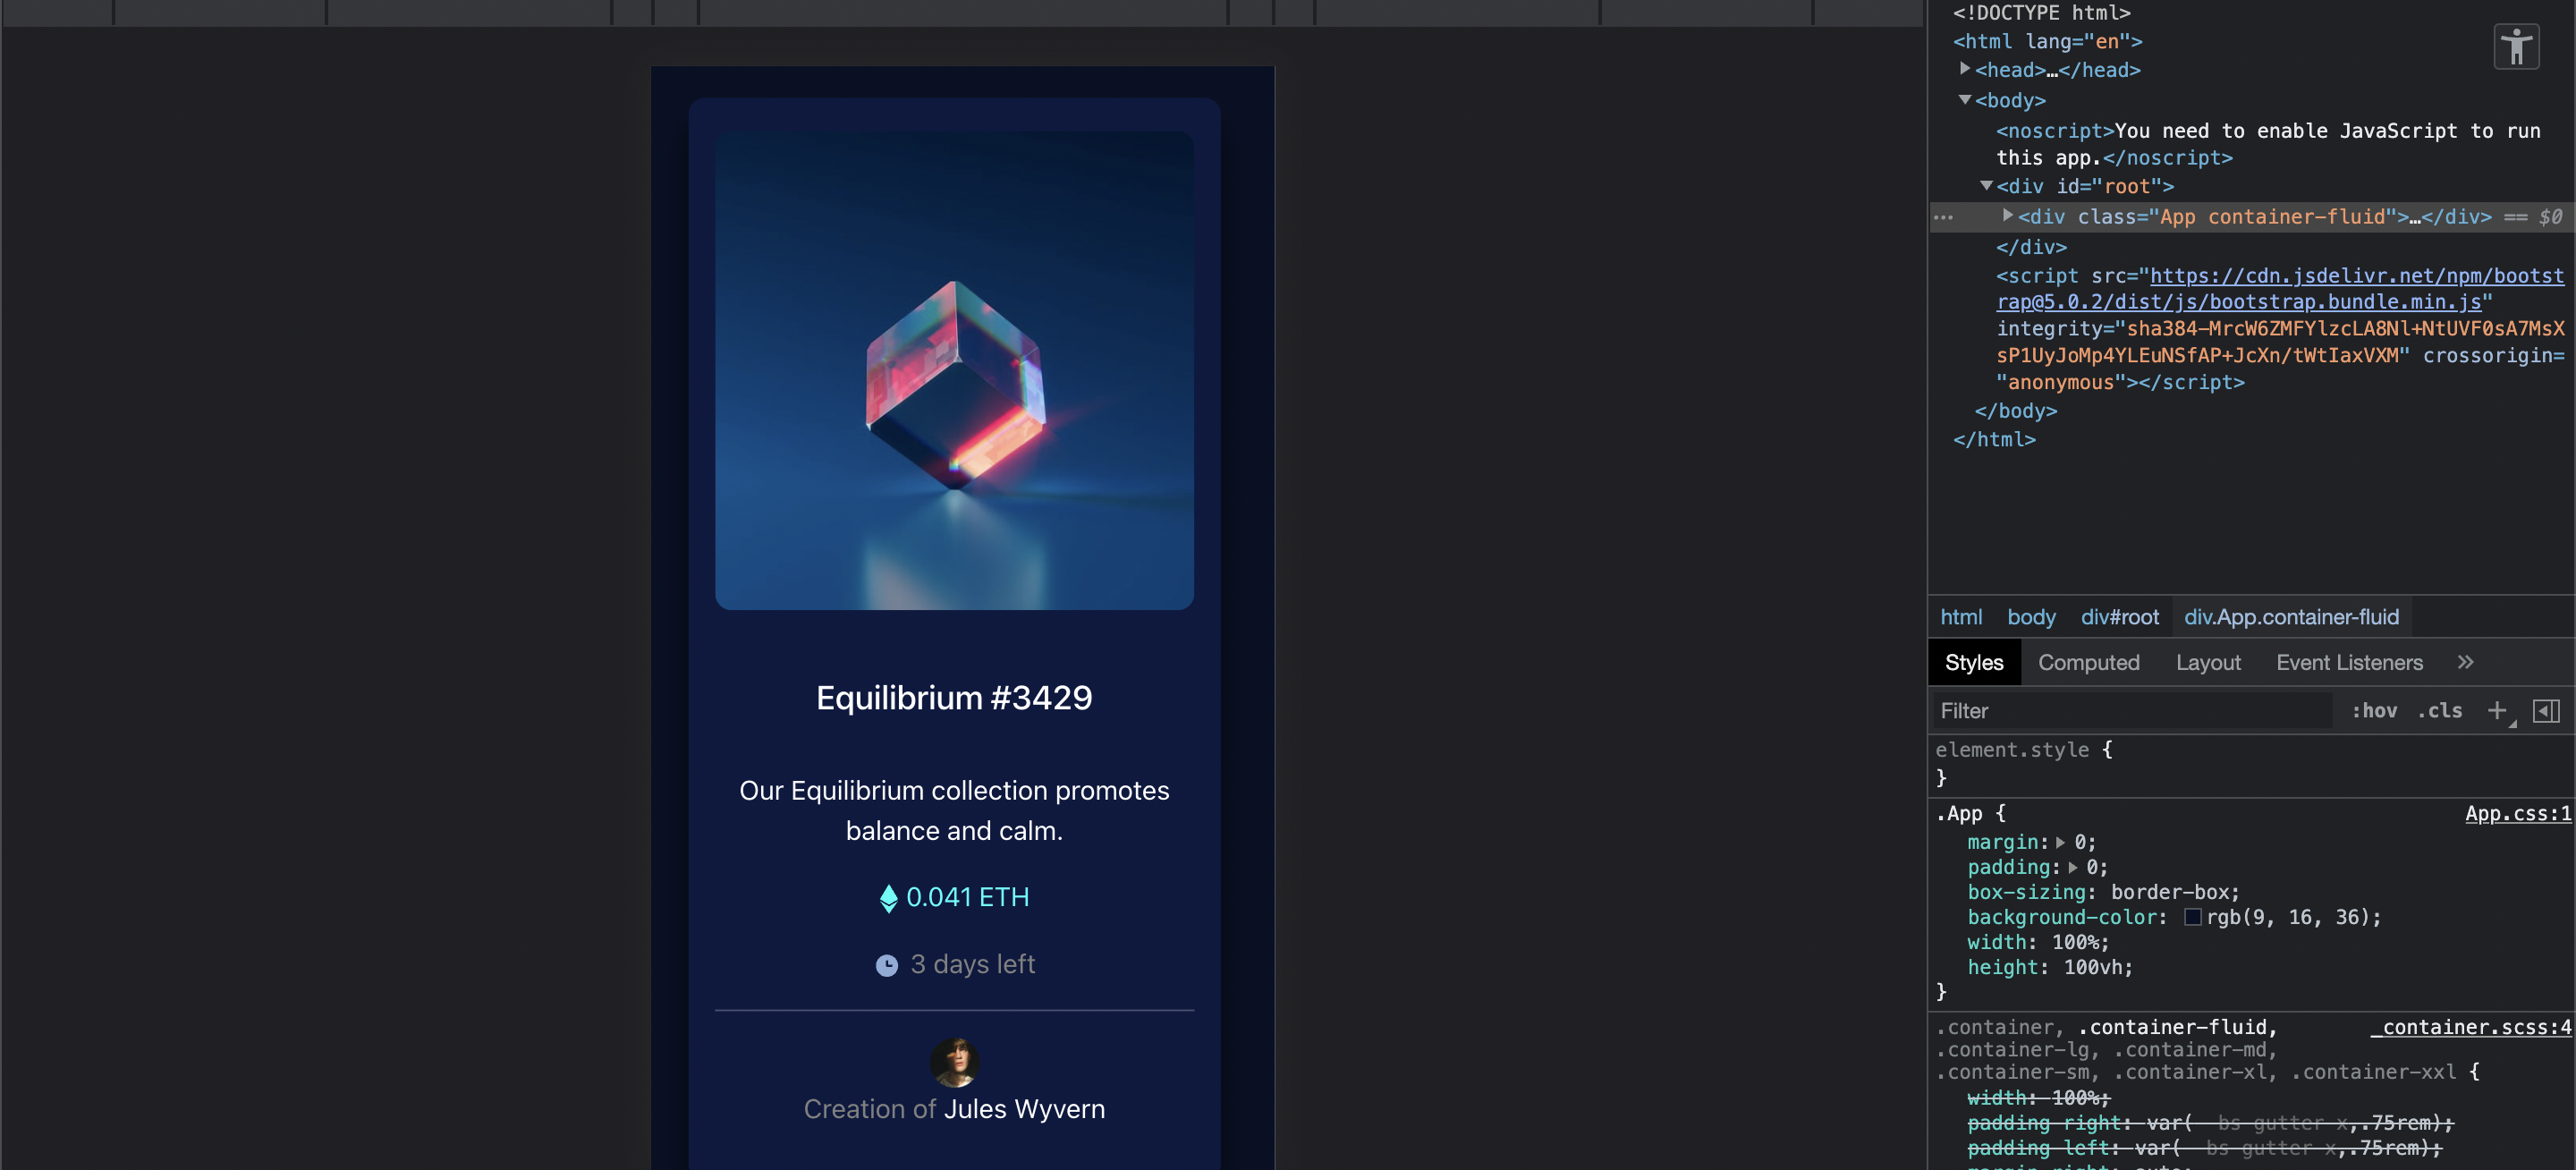 Equilibrium #3429
Our Equilibrium collection promotes
balance and calm.
0.041 ETH
3 days left
Creation of Jules Wyvern
<!DOCTYPE html>
<html lang="en">
<head>…</head>
<body>
<noscript>You need to enable JavaScript to run
this app.</noscript>
<div id="root">
<div class="App container-fluid">…</div> == $0
</div>
<script src="https://cdn.jsdelivr.net/npm/bootst
rap@5.0.2/dist/js/bootstrap.bundle.min.js"
integrity="sha384-MrcW6ZMFYlzcLA8Nl+NtUVF0sA7MsX
sP1UyJoMp4YLEuNSfAP+JcXn/tWtIaxVXM" crossorigin=
"anonymous"></script>
</body>
</html>
html body div#root div.App.container-fluid
Styles Computed Layout Event Listeners »
Filter :hov .cls +
element.style {
}
.App { App.css:1
margin: 0;
padding: 0;
box-sizing: border-box;
background-color: rgb(9, 16, 36);
width: 100%;
height: 100vh;
}
.container, .container-fluid, _container.scss:4
.container-lg, .container-md,
.container-sm, .container-xl, .container-xxl {
width: 100%;
padding-right: var(--bs-gutter-x,.75rem);
padding-left: var(--bs-gutter-x,.75rem);